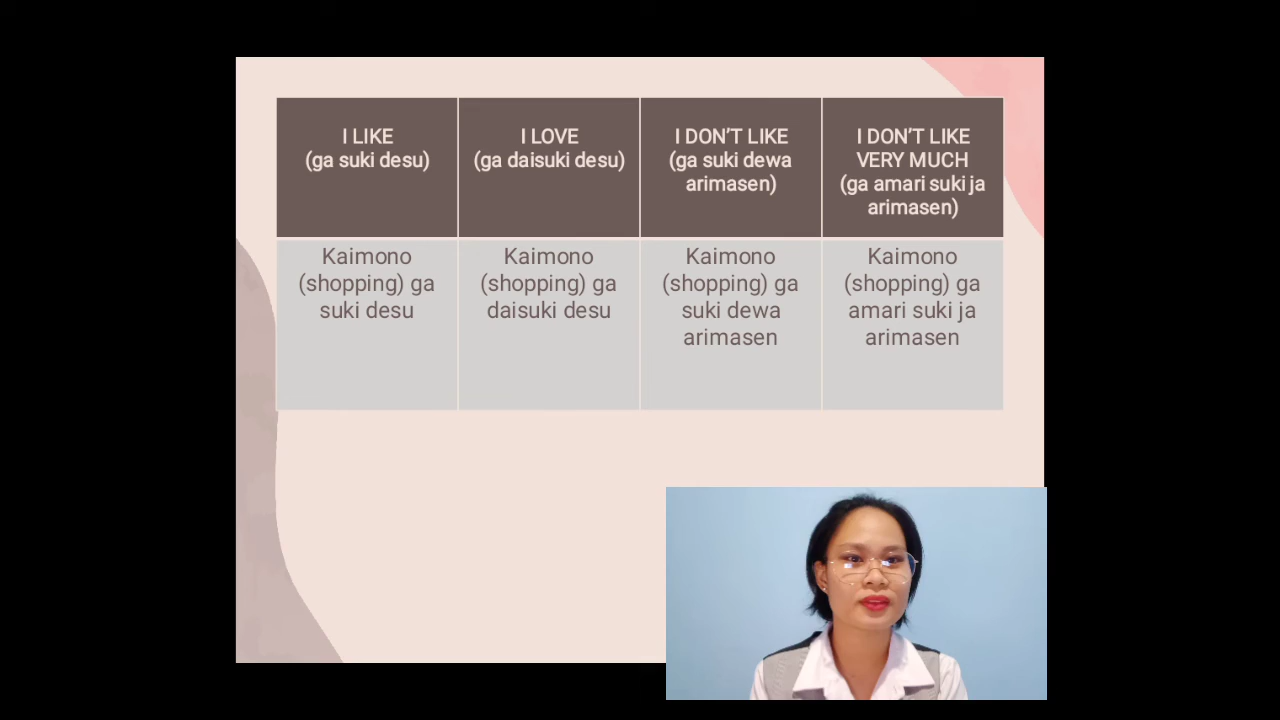 I LIKE
(ga suki desu)
I LOVE
(ga daisuki desu)
I DON’T LIKE
(ga suki dewa
arimasen)
I DON’T LIKE
VERY MUCH
(ga amari suki ja
arimasen)
Kaimono
(shopping) ga
suki desu
Kaimono
(shopping) ga
daisuki desu
Kaimono
(shopping) ga
suki dewa
arimasen
Kaimono
(shopping) ga
amari suki ja
arimasen